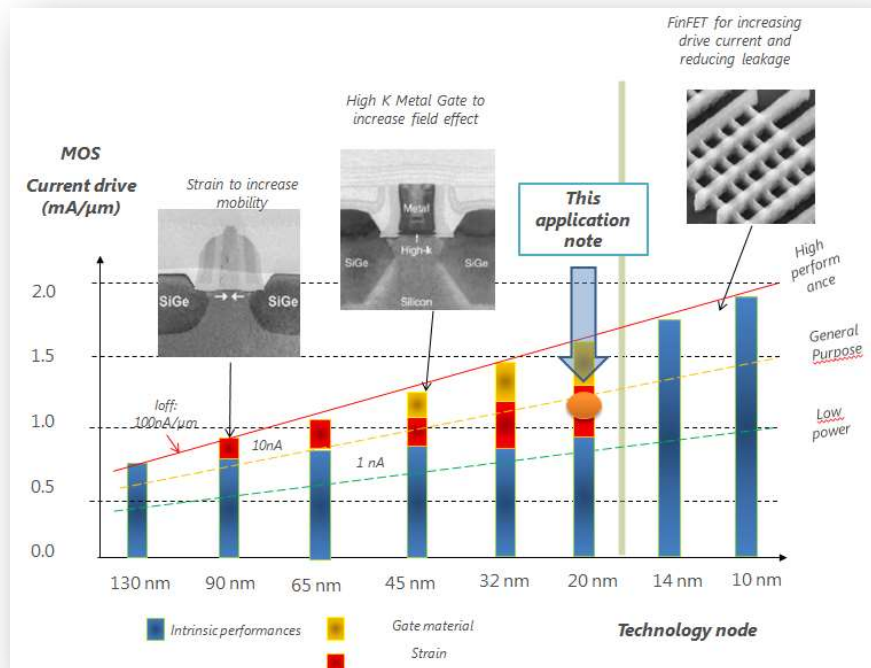 FinFET for increasing
drive current and
reducing leakage
High K Metal Gate to
increase field effect
MOS
Current drive
(mA/µm)
Strain to increase
mobility
This
application
note
Metal
High-k
SiGe
SiGe
Silicon
SiGe
SiGe
High
perform
ance
General
Purpose
Low
power
2.0
1.5
1.0
0.5
0.0
Ioff:
100nA/µm
10nA
1 nA
130 nm
90 nm
65 nm
45 nm
32 nm
20 nm
14 nm
10 nm
Intrinsic performances
Gate material
Strain
Technology node